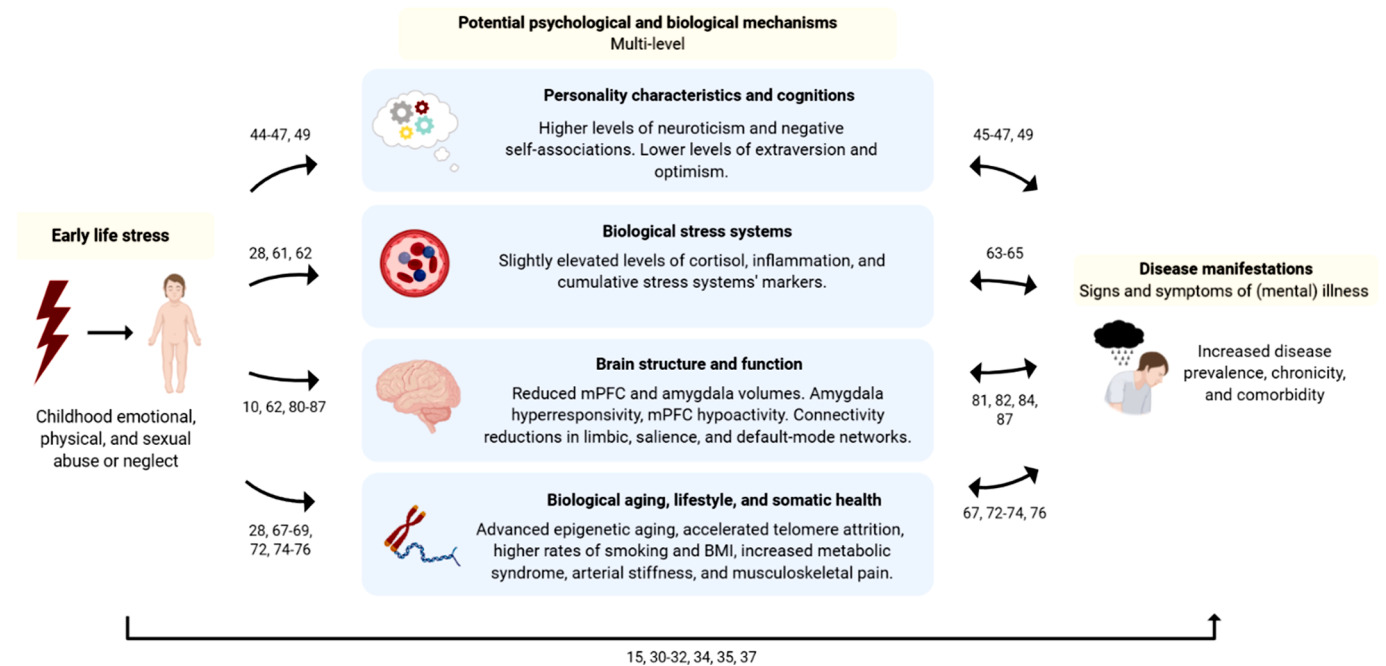 Potential psychological and biological mechanisms
Multi-level
Early life stress
Childhood emotional,
physical, and sexual
abuse or neglect
44-47, 49
28, 61, 62
10, 62, 80-87
28, 67-69,
72, 74-76
Personality characteristics and cognitions
Higher levels of neuroticism and negative
self-associations. Lower levels of extraversion and
optimism.
Biological stress systems
Slightly elevated levels of cortisol, inflammation, and
cumulative stress systems' markers.
Brain structure and function
Reduced mPFC and amygdala volumes. Amygdala
hyperresponsivity, mPFC hypoactivity. Connectivity
reductions in limbic, salience, and default-mode networks.
Biological aging, lifestyle, and somatic health
Advanced epigenetic aging, accelerated telomere attrition,
higher rates of smoking and BMI, increased metabolic
syndrome, arterial stiffness, and musculoskeletal pain.
45-47, 49
63-65
81, 82, 84,
87
67, 72-74, 76
Disease manifestations
Signs and symptoms of (mental) illness
Increased disease
prevalence, chronicity,
and comorbidity
15, 30-32, 34, 35, 37